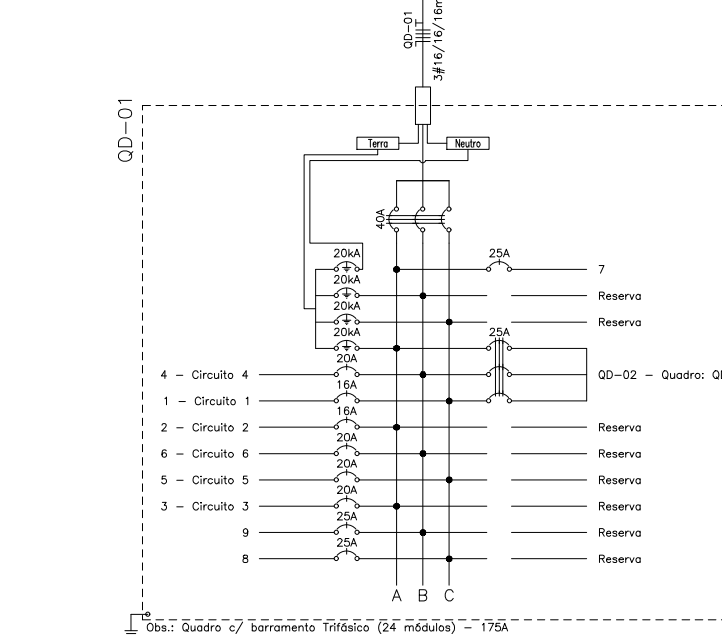 QD-01
3#16/16/16m
QD-01
Terra
Neutro
40A
20kA 25A
7
20kA
Reserva
20kA
Reserva
20kA 25A
20A
4 - Circuito 4 QD-02 - Quadro: QD
16A
1 - Circuito 1
16A
2 - Circuito 2 Reserva
20A
6 - Circuito 6 Reserva
20A
5 - Circuito 5 Reserva
20A
3 - Circuito 3 Reserva
25A
9 Reserva
25A
8 Reserva
A B C
Obs.: Quadro c/ barramento Trifásico (24 módulos) - 175A